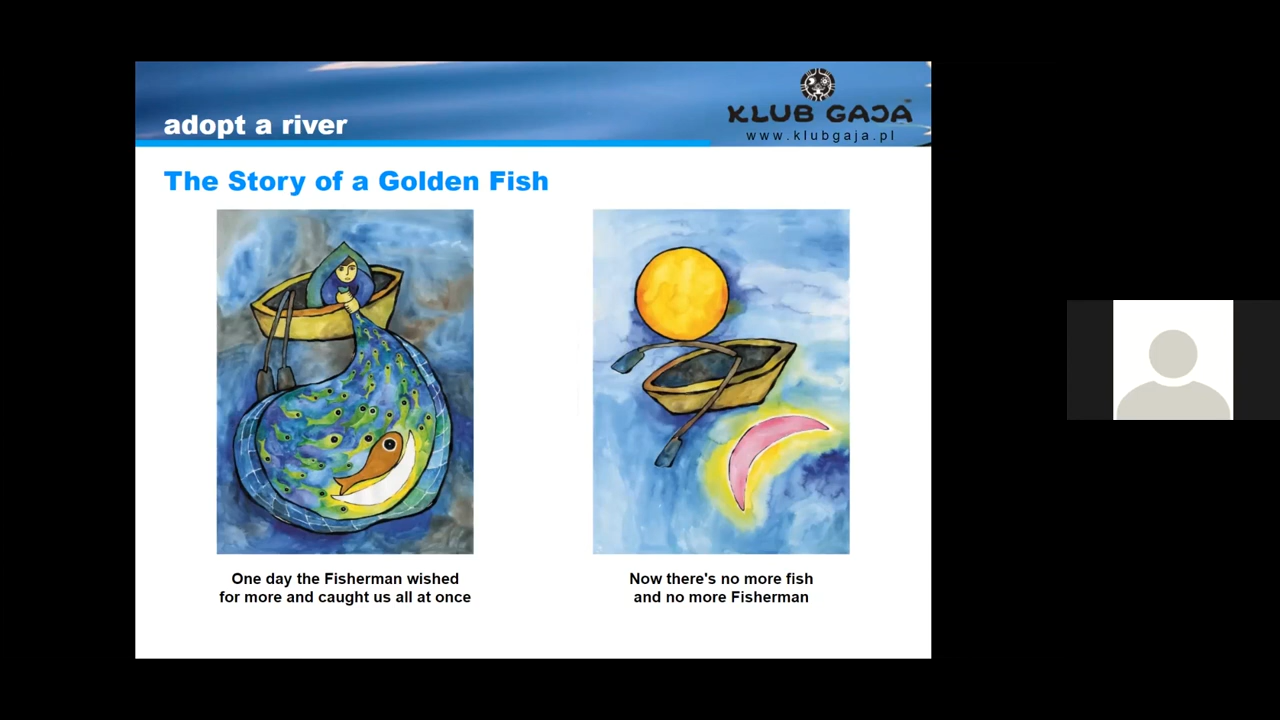 adopt a river
KLUB GAJA
www.klubgaja.pl
The Story of a Golden Fish
One day the Fisherman wished
for more and caught us all at once
Now there's no more fish
and no more Fisherman